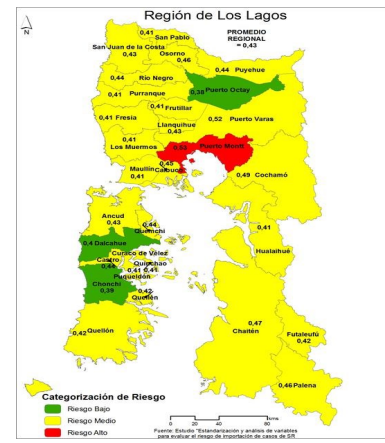 Región de Los Lagos
N
PROMEDIO
REGIONAL
= 0,43
0,41
San Pablo
San Juan de la Costa
0,43
Osorno
0,46
0,44 Puyehue
0,44
Río Negro
0,38 Puerto Octay
0,41
Purranque
0,41
Frutillar
0,41 Fresia
0,52 Puerto Varas
Llanquihue
0,43
0,41
Los Muermos
Puerto Montt
0,45
Calbuco
Maullín
0,41
0,49 Cochamó
Ancud
0,43
0,44
Quemchi
0,41
Hualaihué
0,4 Dalcahue
Curaco de Vélez
Castro
0,44
Quinchao
0,41 0,41
Puqueldón
Chonchi
0,39
0,42
Queilén
0,42 Quellón
0,47
Chaitén
Futaleufú
0,42
0,46 Palena
Categorización de Riesgo
Riesgo Bajo
Riesgo Medio
Riesgo Alto
0 20 40 80
Kms
Fuente: Estudio "Estandarización y análisis de variables
para evaluar el riesgo de importación de casos de SR